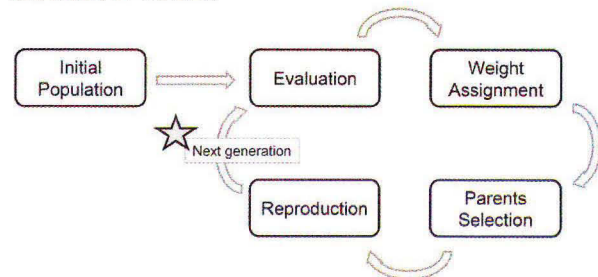 Initial
Population
Evaluation
Weight
Assignment
Next generation
Reproduction
Parents
Selection